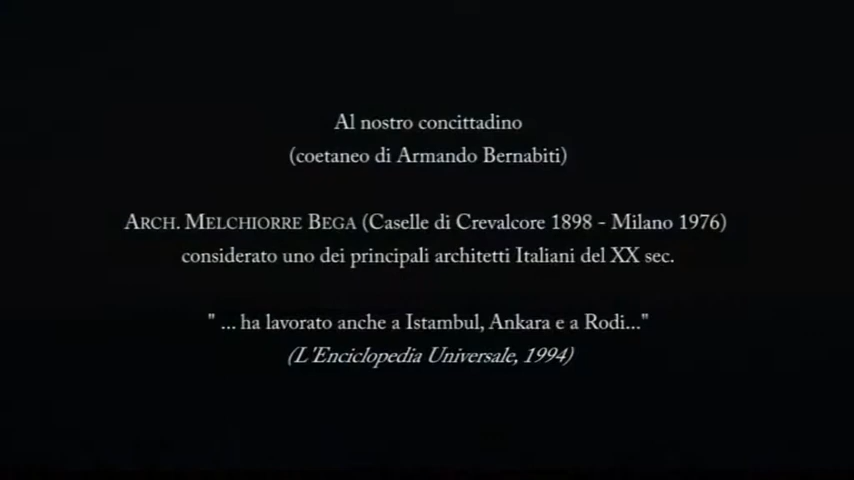 Al nostro concittadino
(coetaneo di Armando Bernabiti)
ARCH. MELCHIORRE BEGA (Caselle di Crevalcore 1898 - Milano 1976)
considerato uno dei principali architetti Italiani del XX sec.
" ... ha lavorato anche a Istambul, Ankara e a Rodi..."
(L'Enciclopedia Universale, 1994)